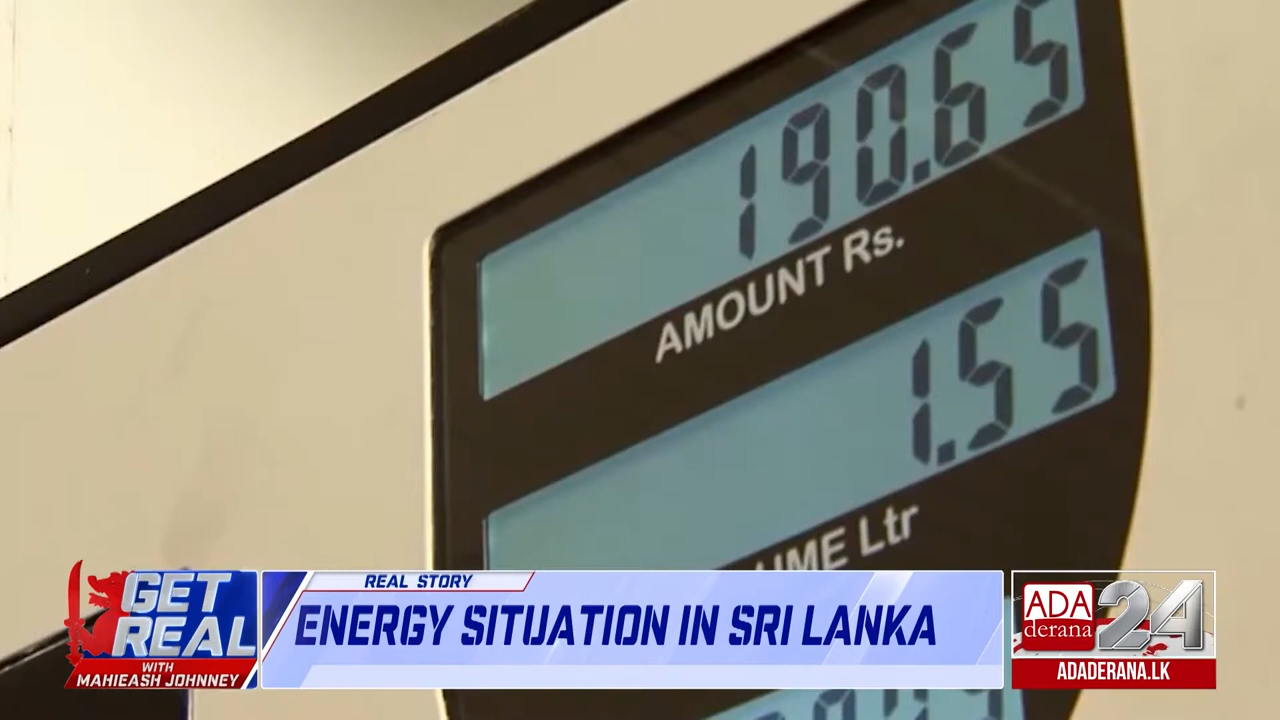 190.65
AMOUNT Rs.
1.55
Ltr
GET
REAL
WITH
MAHIEASH JOHNNEY
REAL STORY
ENERGY SITUATION IN SRI LANKA
ADA
derana
24
ADADERANA.LK